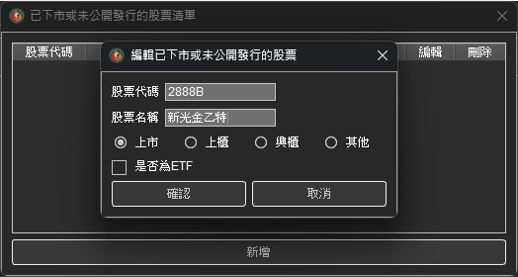 已下市或未公開發行的股票清單
股票代碼 編輯 刪除
編輯已下市或未公開發行的股票
股票代碼 2888B
股票名稱 新光金乙特
上市 上櫃 興櫃 其他
是否為ETF
確認 取消
新增